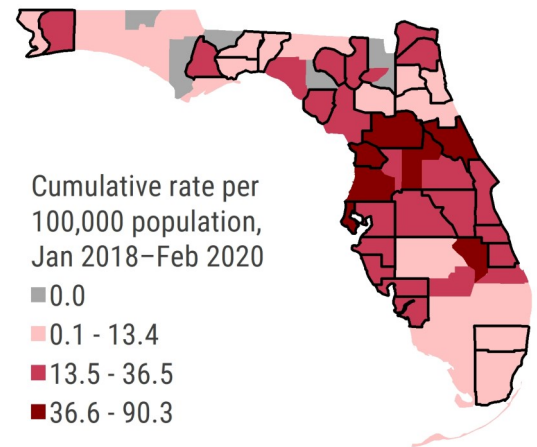 Cumulative rate per
100,000 population,
Jan 2018–Feb 2020
0.0
0.1 - 13.4
13.5 - 36.5
36.6 - 90.3